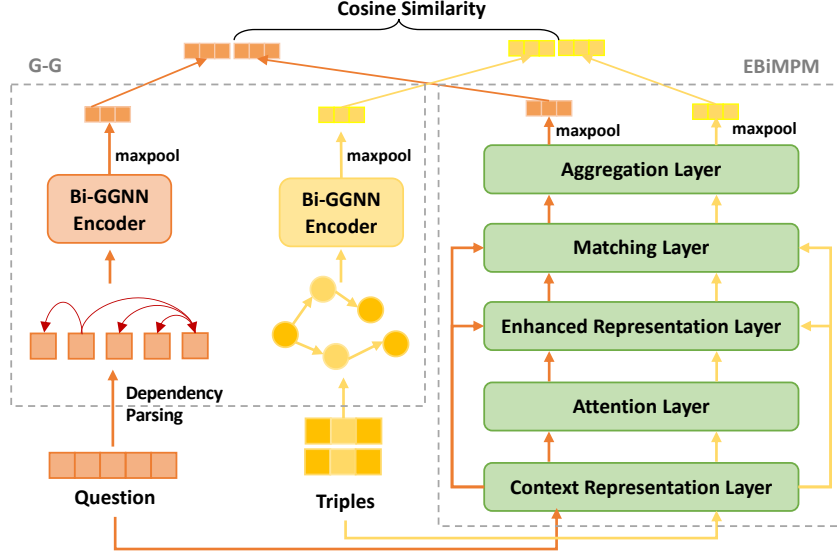 Cosine Similarity
G-G
EBiMPM
maxpool
maxpool
maxpool
maxpool
Bi-GGNN
Encoder
Bi-GGNN
Encoder
Aggregation Layer
Matching Layer
Enhanced Representation Layer
Attention Layer
Context Representation Layer
Dependency
Parsing
Question
Triples